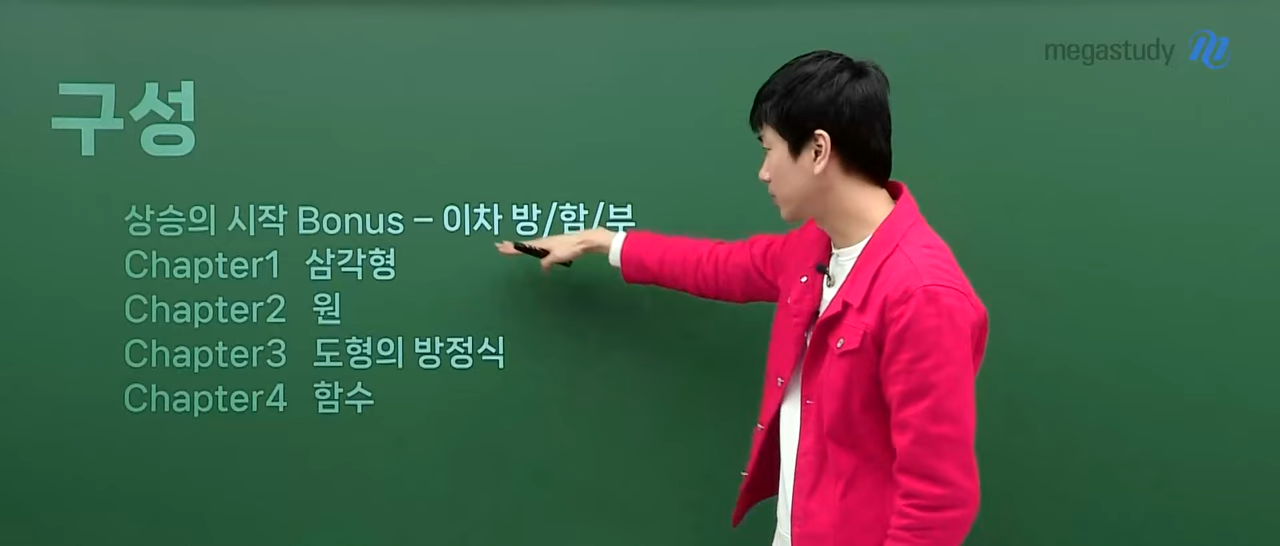 megastudy
구성
상승의 시작 Bonus – 이차 방/함/부
Chapter1 삼각형
Chapter2 원
Chapter3 도형의 방정식
Chapter4 함수